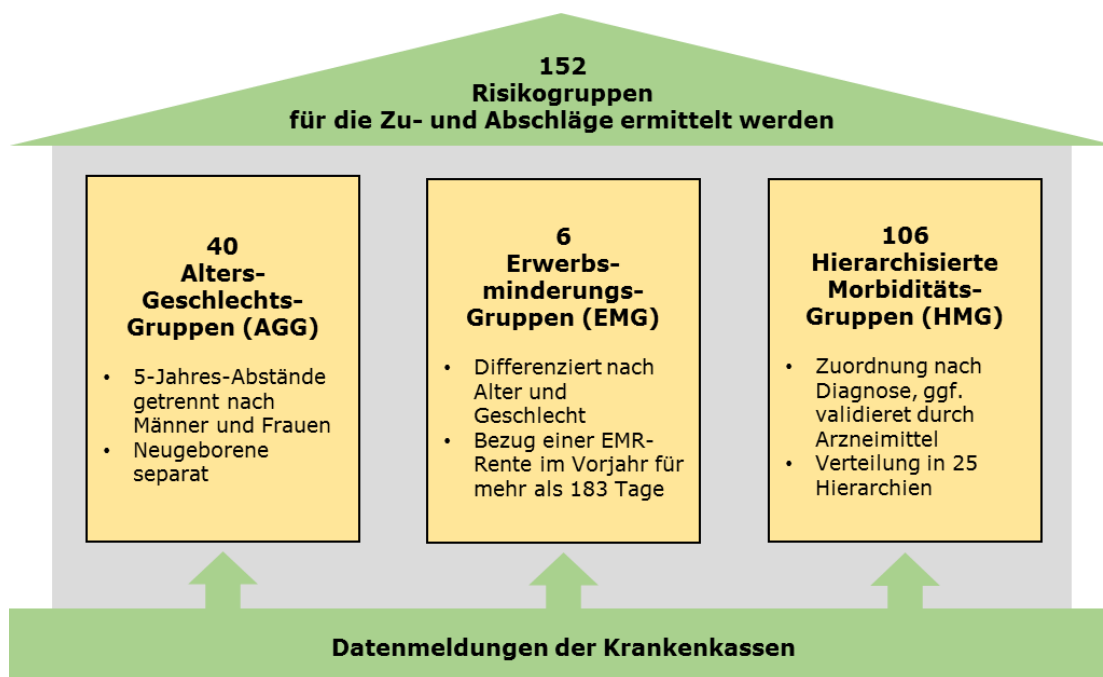 152
Risikogruppen
für die Zu- und Abschläge ermittelt werden
40
Alters-
Geschlechts-
Gruppen (AGG)
• 5-Jahres-Abstände
getrennt nach
Männer und Frauen
• Neugeborene
separat
6
Erwerbs-
minderungs-
Gruppen (EMG)
• Differenziert nach
Alter und
Geschlecht
• Bezug einer EMR-
Rente im Vorjahr für
mehr als 183 Tage
106
Hierarchisierte
Morbiditäts-
Gruppen (HMG)
• Zuordnung nach
Diagnose, ggf.
validieret durch
Arzneimittel
• Verteilung in 25
Hierarchien
Datenmeldungen der Krankenkassen